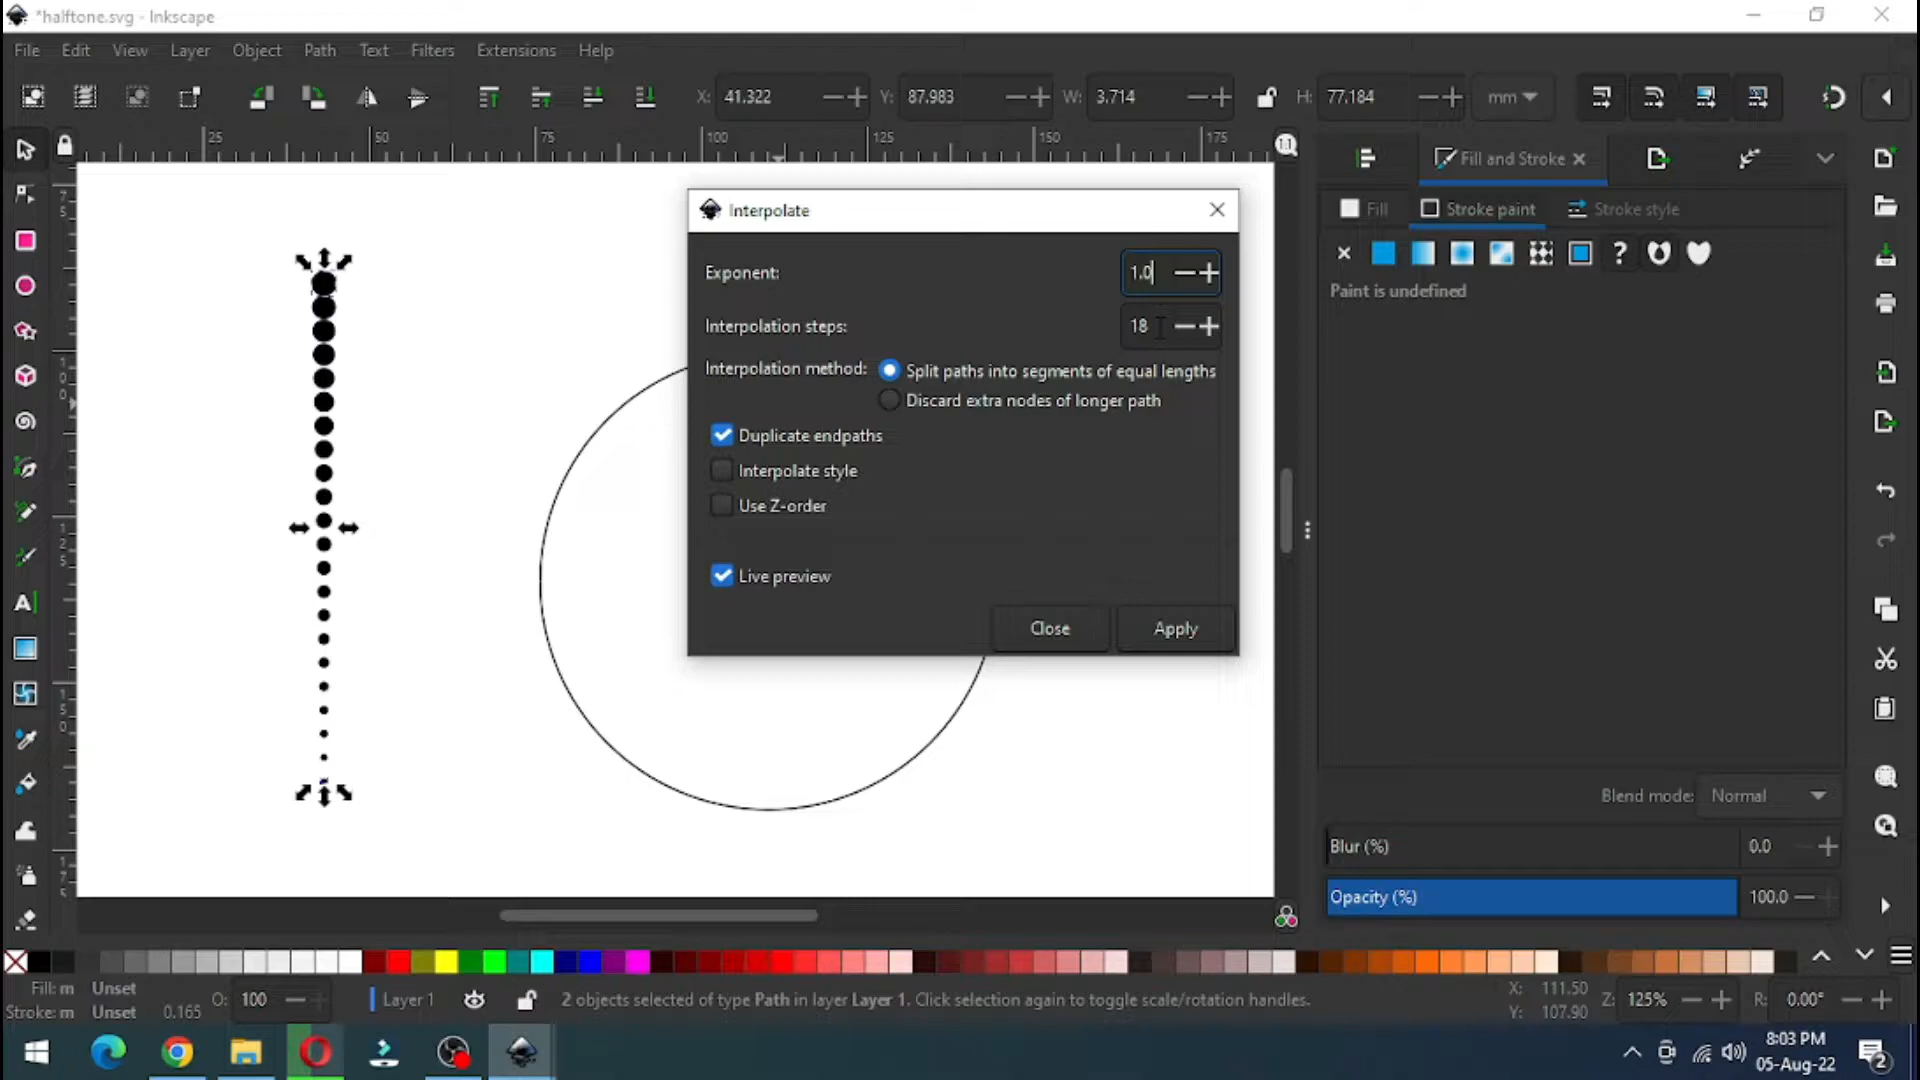 *halftone.svg - Inkscape
File Edit View Layer Object Path Text Filters Extensions Help
X: 41.322 Y: 87.983 W: 3.714 H: 77.184 mm
25 50 75 100 125 150 175
1:1
Fill and Stroke
Fill Stroke paint Stroke style
Paint is undefined
Interpolate
Exponent: 1.0
Interpolation steps: 18
Interpolation method: Split paths into segments of equal lengths
Discard extra nodes of longer path
Duplicate endpaths
Interpolate style
Use Z-order
Live preview
Close Apply
Blend mode: Normal
Blur (%) 0.0
Opacity (%) 100.0
Fill: m Unset
Stroke: m Unset 0.165
O: 100
Layer 1
2 objects selected of type Path in layer Layer 1. Click selection again to toggle scale/rotation handles.
X: 111.50
Y: 107.90
Z: 125%
R: 0.00°
8:03 PM
05-Aug-22
2